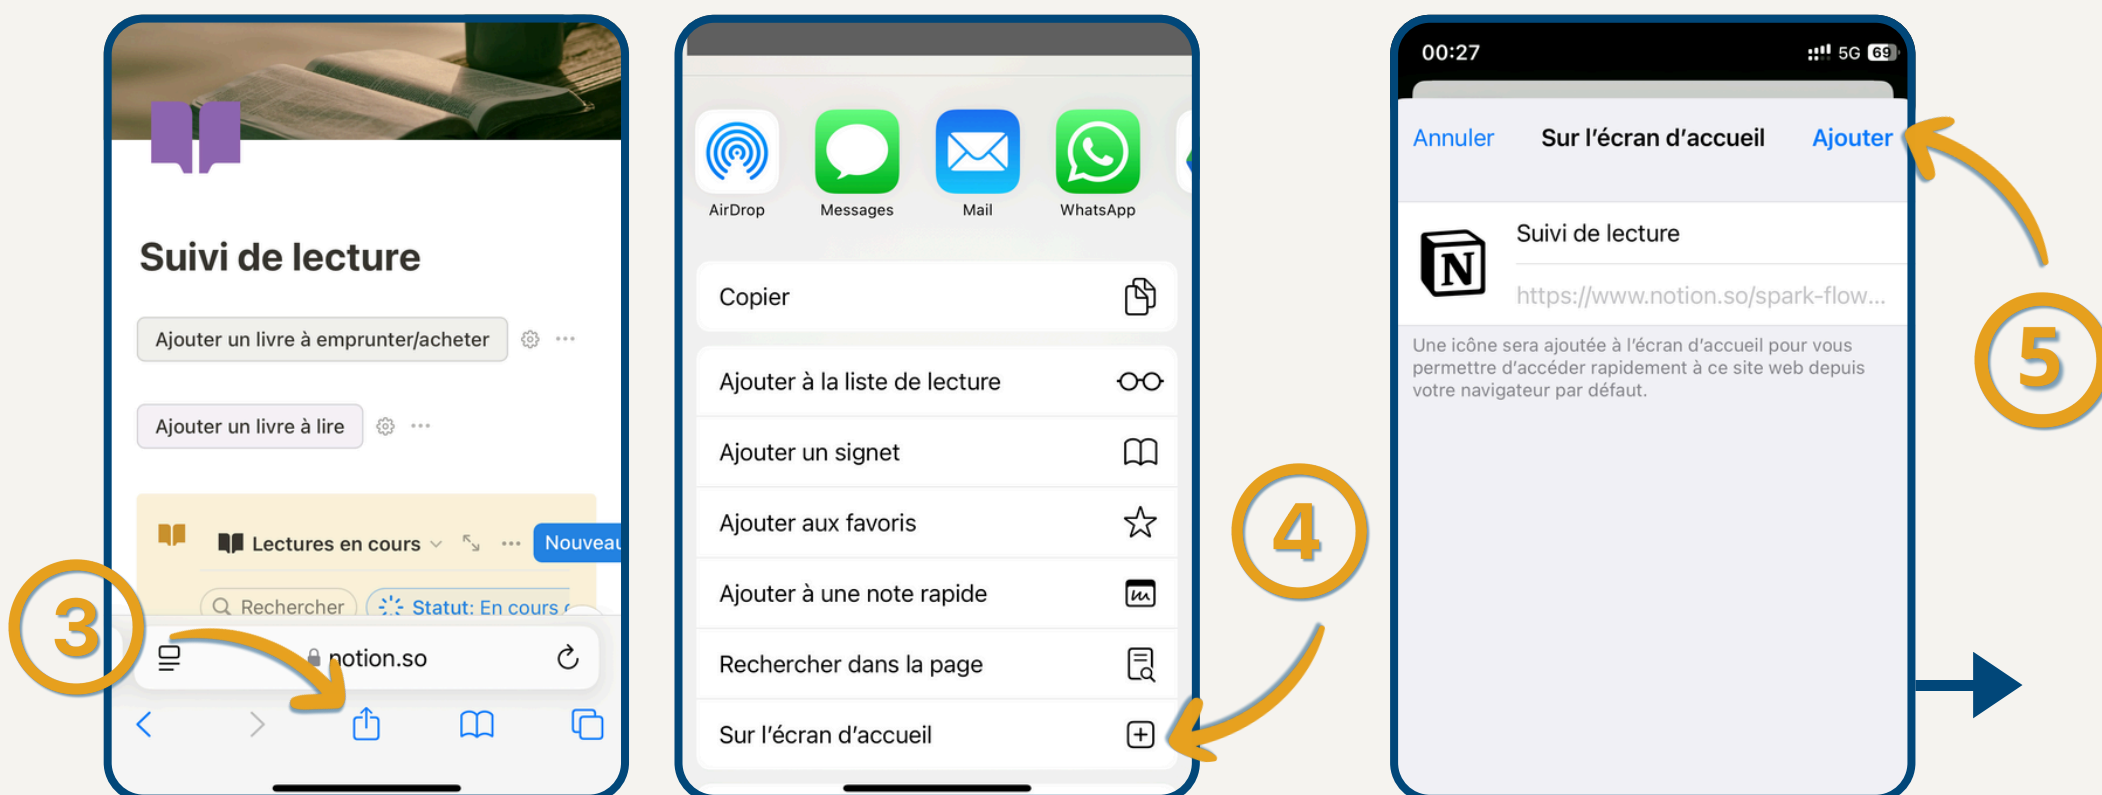 Suivi de lecture
Ajouter un livre à emprunter/acheter
Ajouter un livre à lire
Lectures en cours
Nouveau
Rechercher
Statut: En cours
3
notion.so
AirDrop
Messages
Mail
WhatsApp
Copier
Ajouter à la liste de lecture
Ajouter un signet
Ajouter aux favoris
Ajouter à une note rapide
Rechercher dans la page
Sur l'écran d'accueil
4
00:27
5G 69
Annuler
Sur l'écran d'accueil
Ajouter
N
Suivi de lecture
https://www.notion.so/spark-flow...
Une icône sera ajoutée à l'écran d'accueil pour vous
permettre d'accéder rapidement à ce site web depuis
votre navigateur par défaut.
5